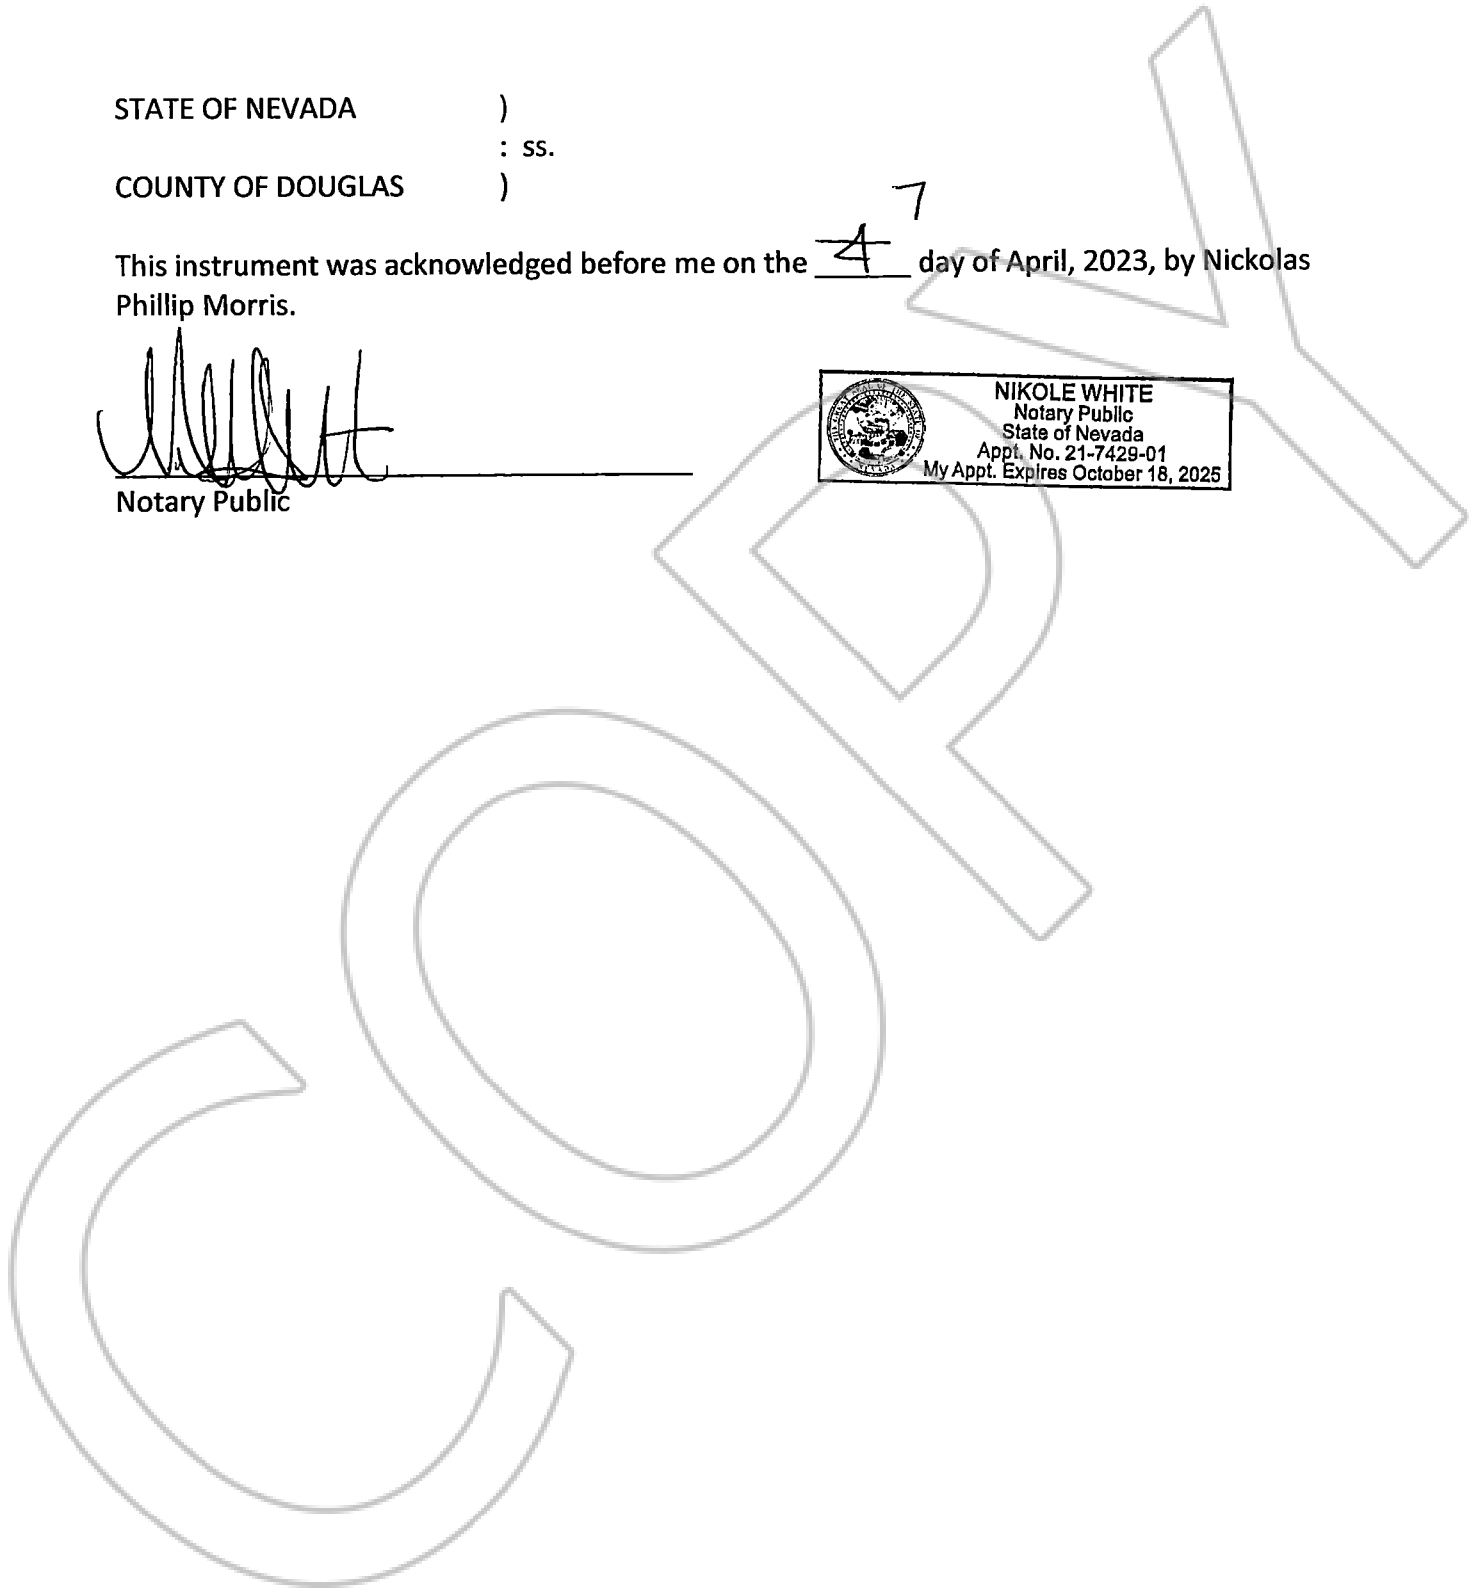 STATE OF NEVADA )
: ss.
COUNTY OF DOUGLAS )
7
This instrument was acknowledged before me on the 4 day of April, 2023, by Nickolas
Phillip Morris.
NIKOLE WHITE
Notary Public
State of Nevada
Appt. No. 21-7429-01
My Appt. Expires October 18, 2025
Notary Public
COPY